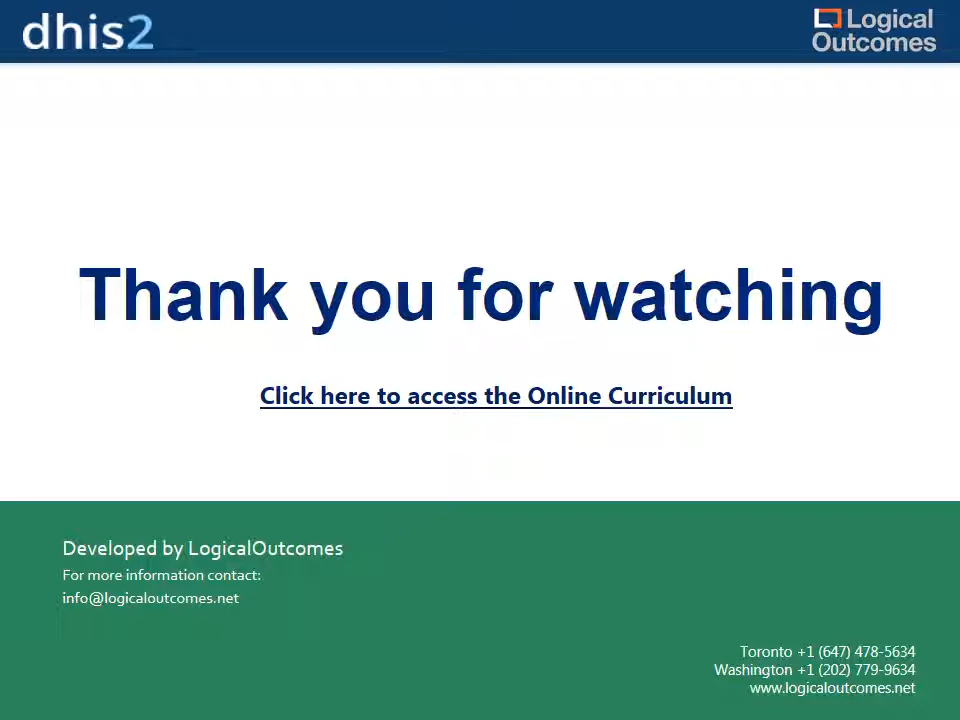 dhis2
Logical
Outcomes
Thank you for watching
Click here to access the Online Curriculum
Developed by LogicalOutcomes
For more information contact:
info@logicaloutcomes.net
Toronto +1 (647) 478-5634
Washington +1 (202) 779-9634
www.logicaloutcomes.net